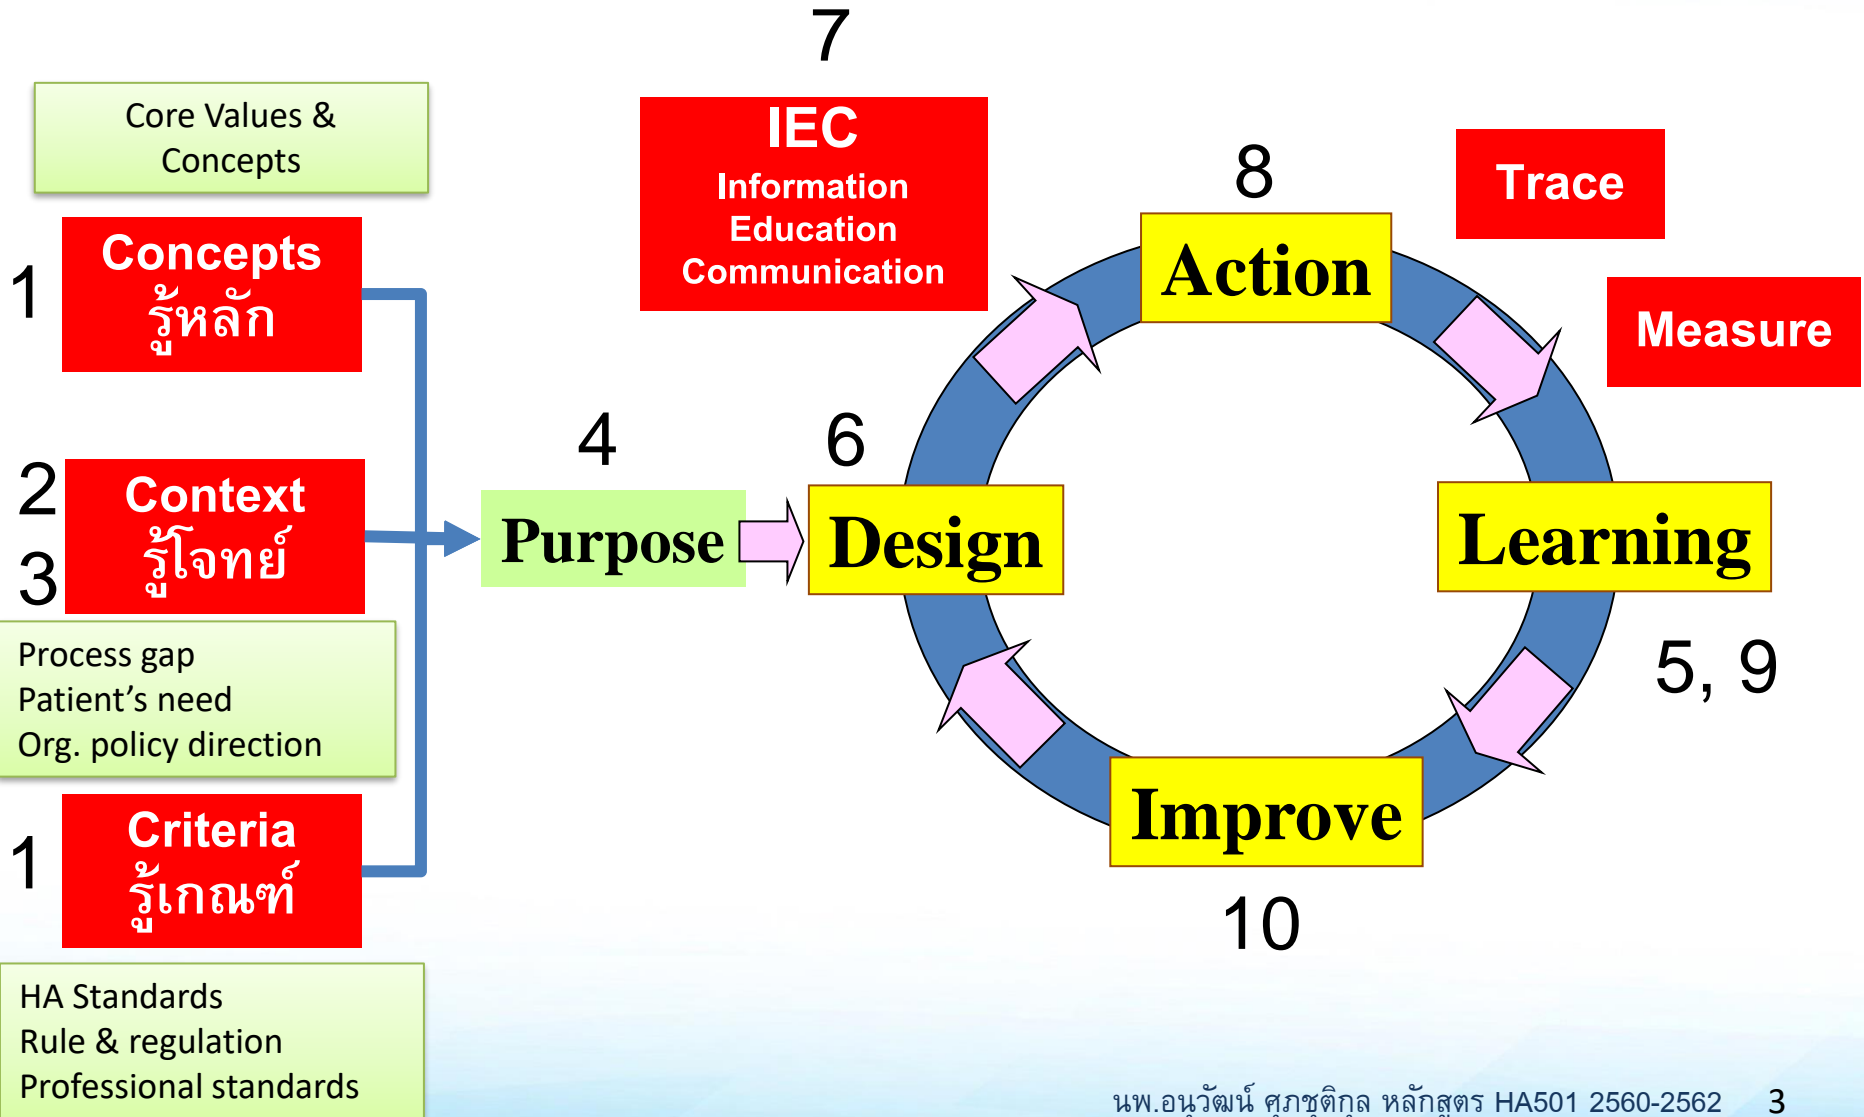 7
Core Values &
Concepts
IEC
Information
Education
Communication
8
Trace
1
Concepts
รู้หลัก
Action
Measure
4
6
2
3
Context
รู้โจทย์
Purpose
Design
Learning
Process gap
Patient’s need
Org. policy direction
5, 9
1
Criteria
รู้เกณฑ์
Improve
10
HA Standards
Rule & regulation
Professional standards
นพ.อนุวัฒน์ ศุภชุติกุล หลักสูตร HA501 2560-2562 3